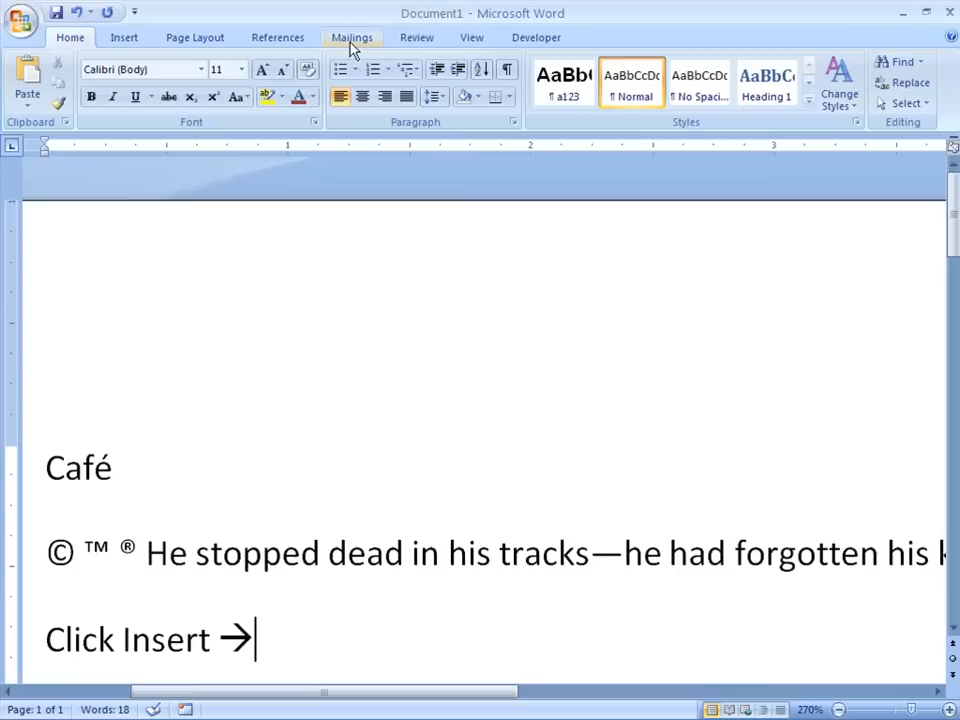 Document1 - Microsoft Word
Home Insert Page Layout References Mailings Review View Developer
Paste
Calibri (Body) 11
AaBb( AaBbCcDc AaBbCcDc AaBbC
¶ a123 ¶ Normal ¶ No Spaci... Heading 1
Change Styles
Find
Replace
Select
Clipboard Font Paragraph Styles Editing
1 2 3
Café
© ™ ® He stopped dead in his tracks—he had forgotten his k
Click Insert →
Page: 1 of 1 Words: 18 270%